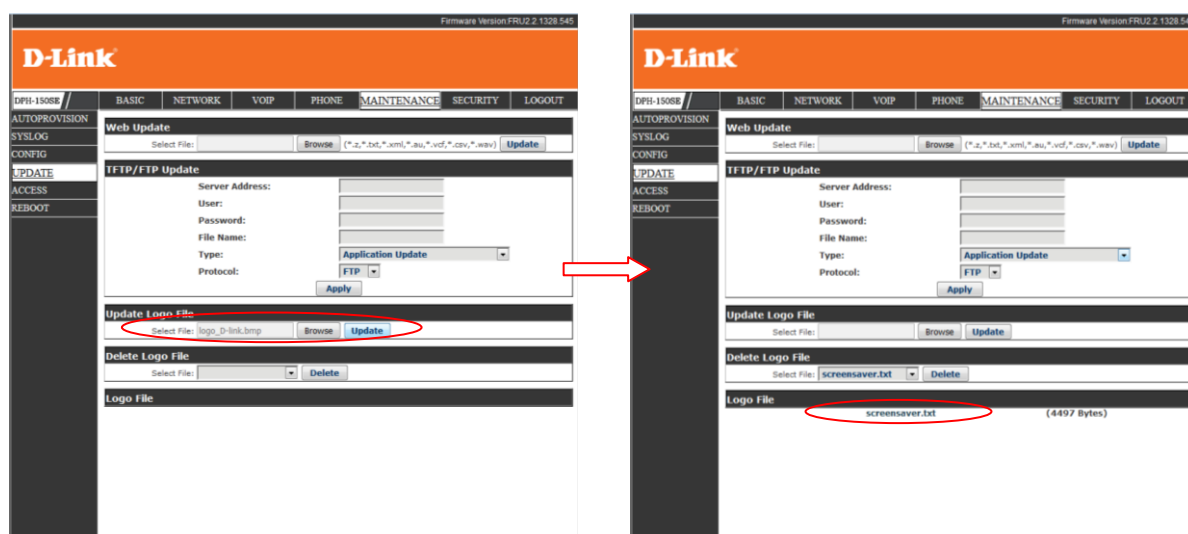 Firmware Version:FRU2.2.1328.545
D-Link
DPH-150SE BASIC NETWORK VOIP PHONE MAINTENANCE SECURITY LOGOUT
AUTOPROVISION
SYSLOG
CONFIG
UPDATE
ACCESS
REBOOT
Web Update
Select File: Browse (*.z,*.txt,*.xml,*.au,*.vcf,*.csv,*.wav) Update
TFTP/FTP Update
Server Address:
User:
Password:
File Name:
Type: Application Update
Protocol: FTP
Apply
Update Logo File
Select File: logo_D-link.bmp Browse Update
Delete Logo File
Select File: Delete
Logo File
Firmware Version:FRU2.2.1328.54
D-Link
DPH-150SE BASIC NETWORK VOIP PHONE MAINTENANCE SECURITY LOGOUT
AUTOPROVISION
SYSLOG
CONFIG
UPDATE
ACCESS
REBOOT
Web Update
Select File: Browse (*.z,*.txt,*.xml,*.au,*.vcf,*.csv,*.wav) Update
TFTP/FTP Update
Server Address:
User:
Password:
File Name:
Type: Application Update
Protocol: FTP
Apply
Update Logo File
Select File: Browse Update
Delete Logo File
Select File: screensaver.txt Delete
Logo File
screensaver.txt (4497 Bytes)